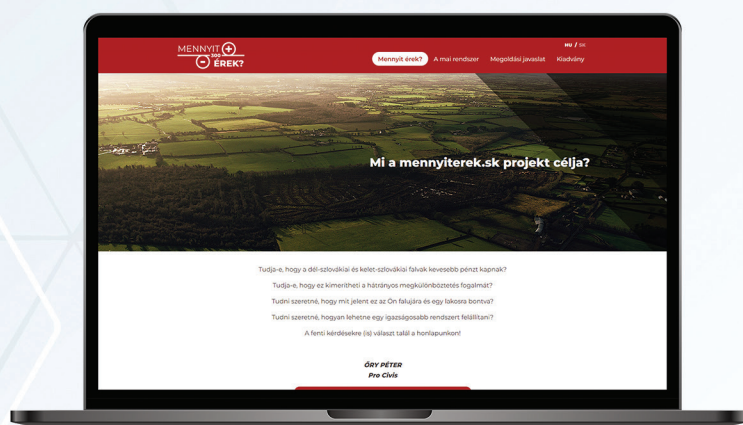 MENNYIT
300
ÉREK?
HU / SK
Mennyit érek? A mai rendszer Megoldási javaslat Kiadvány
Mi a mennyiterek.sk projekt célja?
Tudja-e, hogy a dél-szlovákiai és kelet-szlovákiai falvak kevesebb pénzt kapnak?
Tudja-e, hogy ez kimerítheti a hátrányos megkülönböztetés fogalmát?
Tudni szeretné, hogy mit jelent ez az Ön falujára és egy lakosra bontva?
Tudni szeretné, hogyan lehetne egy igazságosabb rendszert felállítani?
A fenti kérdésekre (is) választ talál a honlapunkon!
ŐRY PÉTER
Pro Civis